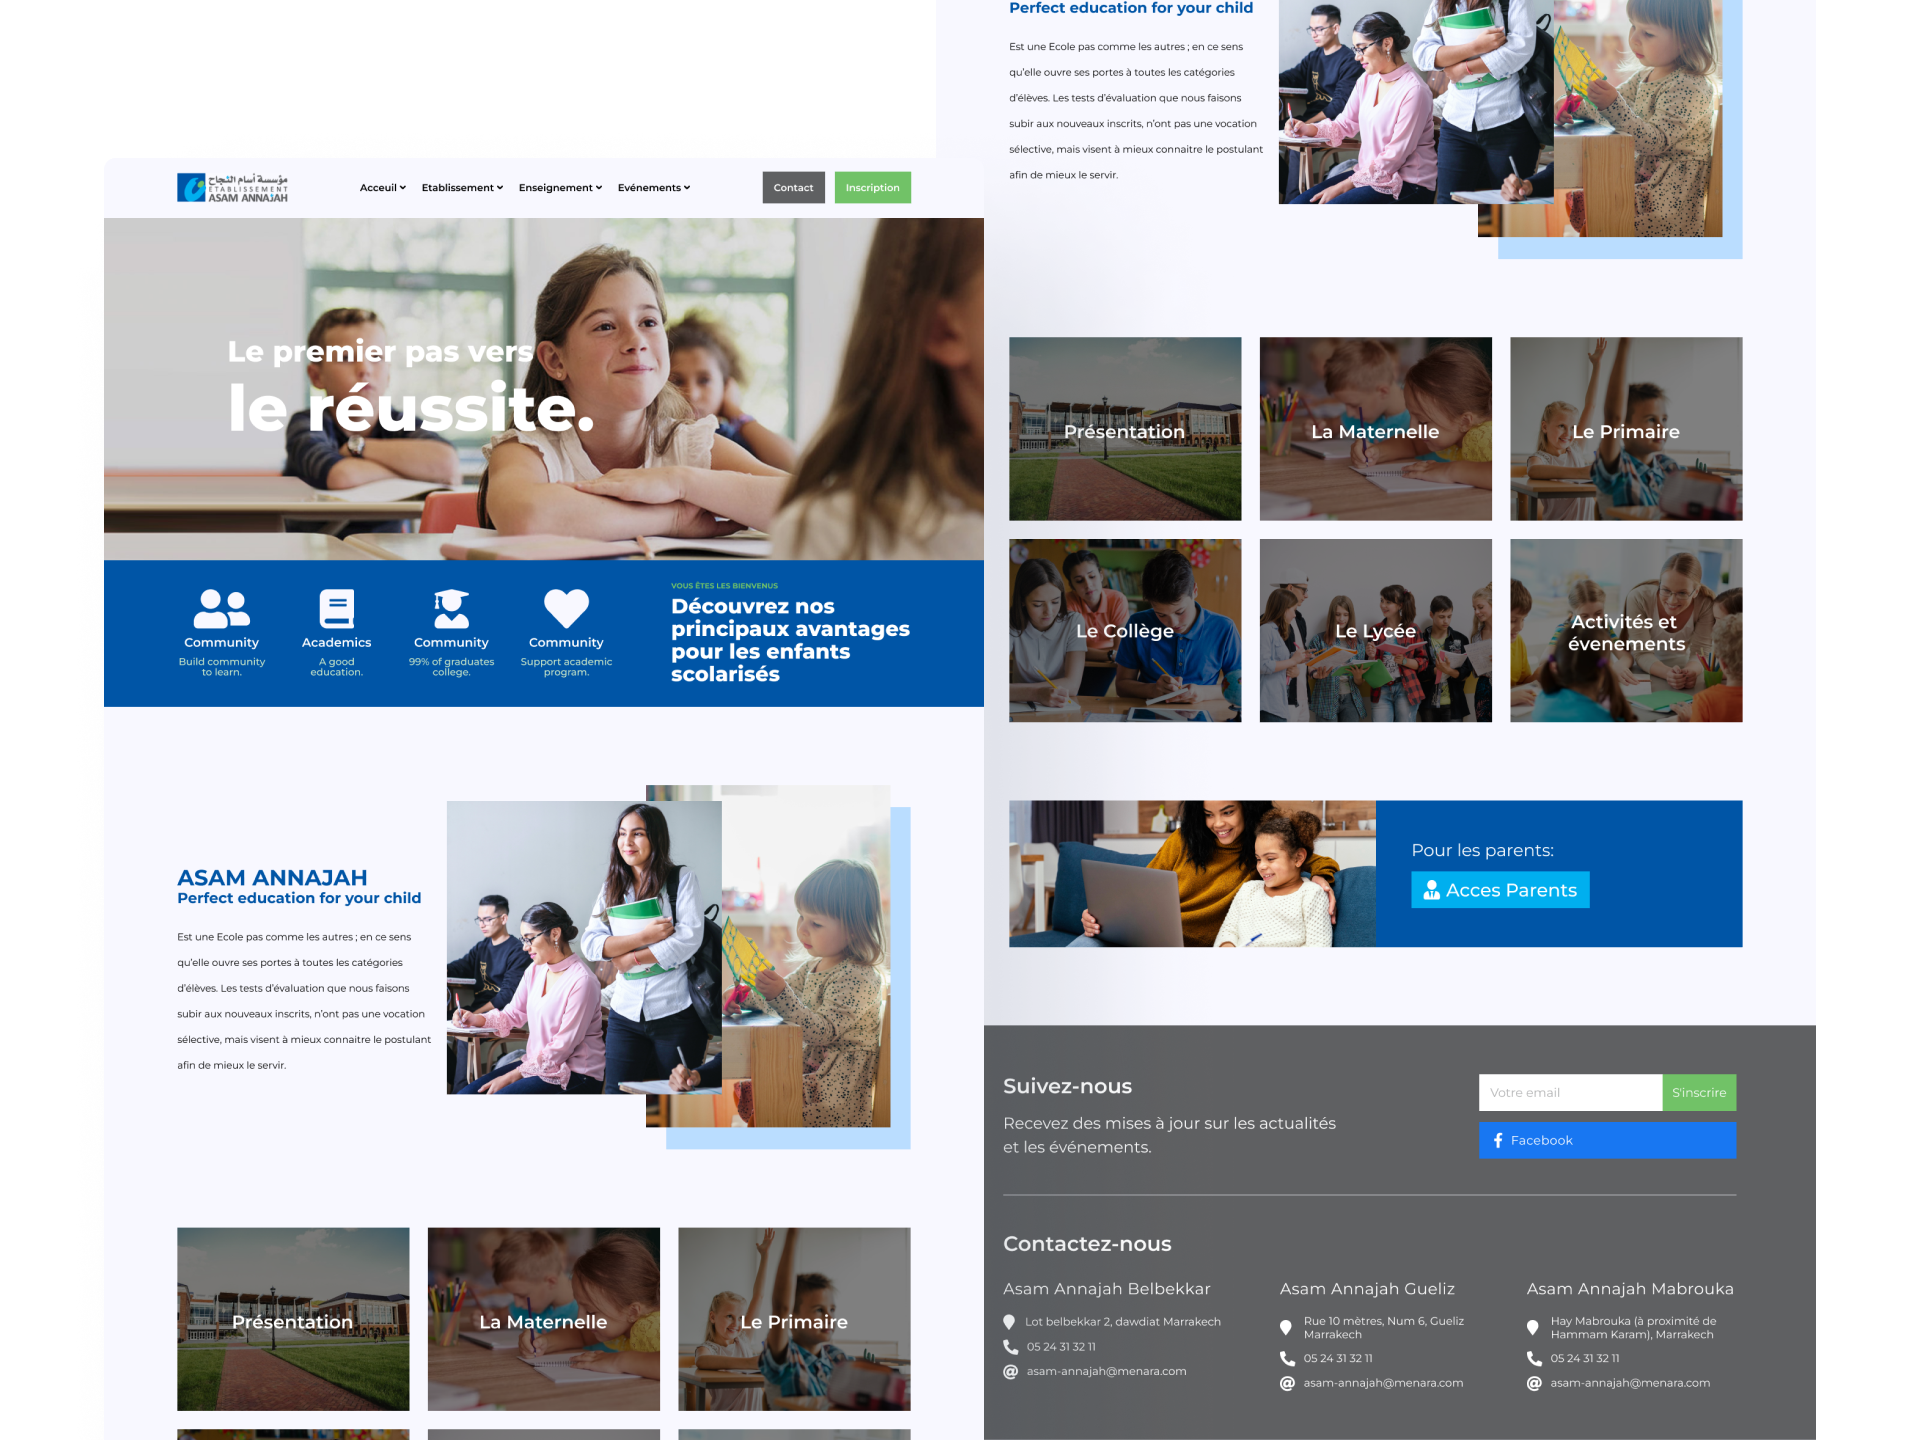 مؤسسة أسام النجاح
ETABLISSEMENT
ASAM ANNAJAH
Acceuil
Etablissement
Enseignement
Evénements
Contact
Inscription
Le premier pas vers
le réussite.
Community
Build community
to learn.
Academics
A good
education.
Community
99% of graduates
college.
Community
Support academic
program.
VOUS ÊTES LES BIENVENUS
Découvrez nos
principaux avantages
pour les enfants
scolarisés
ASAM ANNAJAH
Perfect education for your child
Est une Ecole pas comme les autres ; en ce sens
qu'elle ouvre ses portes à toutes les catégories
d'élèves. Les tests d'évaluation que nous faisons
subir aux nouveaux inscrits, n'ont pas une vocation
sélective, mais visent à mieux connaitre le postulant
afin de mieux le servir.
Présentation
La Maternelle
Le Primaire
Perfect education for your child
Est une Ecole pas comme les autres ; en ce sens
qu'elle ouvre ses portes à toutes les catégories
d'élèves. Les tests d'évaluation que nous faisons
subir aux nouveaux inscrits, n'ont pas une vocation
sélective, mais visent à mieux connaitre le postulant
afin de mieux le servir.
Présentation
La Maternelle
Le Primaire
Le Collège
Le Lycée
Activités et
évenements
Pour les parents:
Acces Parents
Suivez-nous
Recevez des mises à jour sur les actualités
et les événements.
Votre email
S'inscrire
Facebook
Contactez-nous
Asam Annajah Belbekkar
Lot belbekkar 2, dawdiat Marrakech
05 24 31 32 11
asam-annajah@menara.com
Asam Annajah Gueliz
Rue 10 mètres, Num 6, Gueliz
Marrakech
05 24 31 32 11
asam-annajah@menara.com
Asam Annajah Mabrouka
Hay Mabrouka (à proximité de
Hammam Karam), Marrakech
05 24 31 32 11
asam-annajah@menara.com